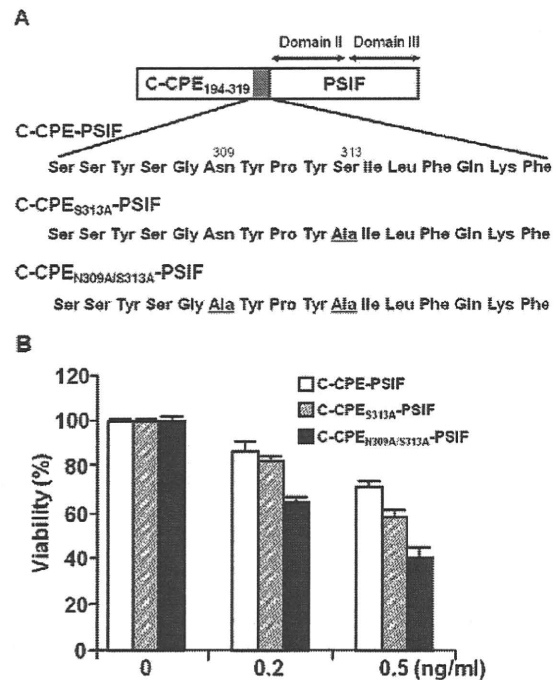 A
Domain II Domain III
C-CPE194-319 PSIF
C-CPE-PSIF
309 313
Ser Ser Tyr Ser Gly Asn Tyr Pro Tyr Ser Ile Leu Phe Gln Lys Phe
C-CPES313A-PSIF
Ser Ser Tyr Ser Gly Asn Tyr Pro Tyr Ala Ile Leu Phe Gln Lys Phe
C-CPEN309A/S313A-PSIF
Ser Ser Tyr Ser Gly Ala Tyr Pro Tyr Ala Ile Leu Phe Gln Lys Phe
B
Viability (%)
120
100
80
60
40
20
0
C-CPE-PSIF
C-CPES313A-PSIF
C-CPEN309A/S313A-PSIF
0 0.2 0.5 (ng/ml)